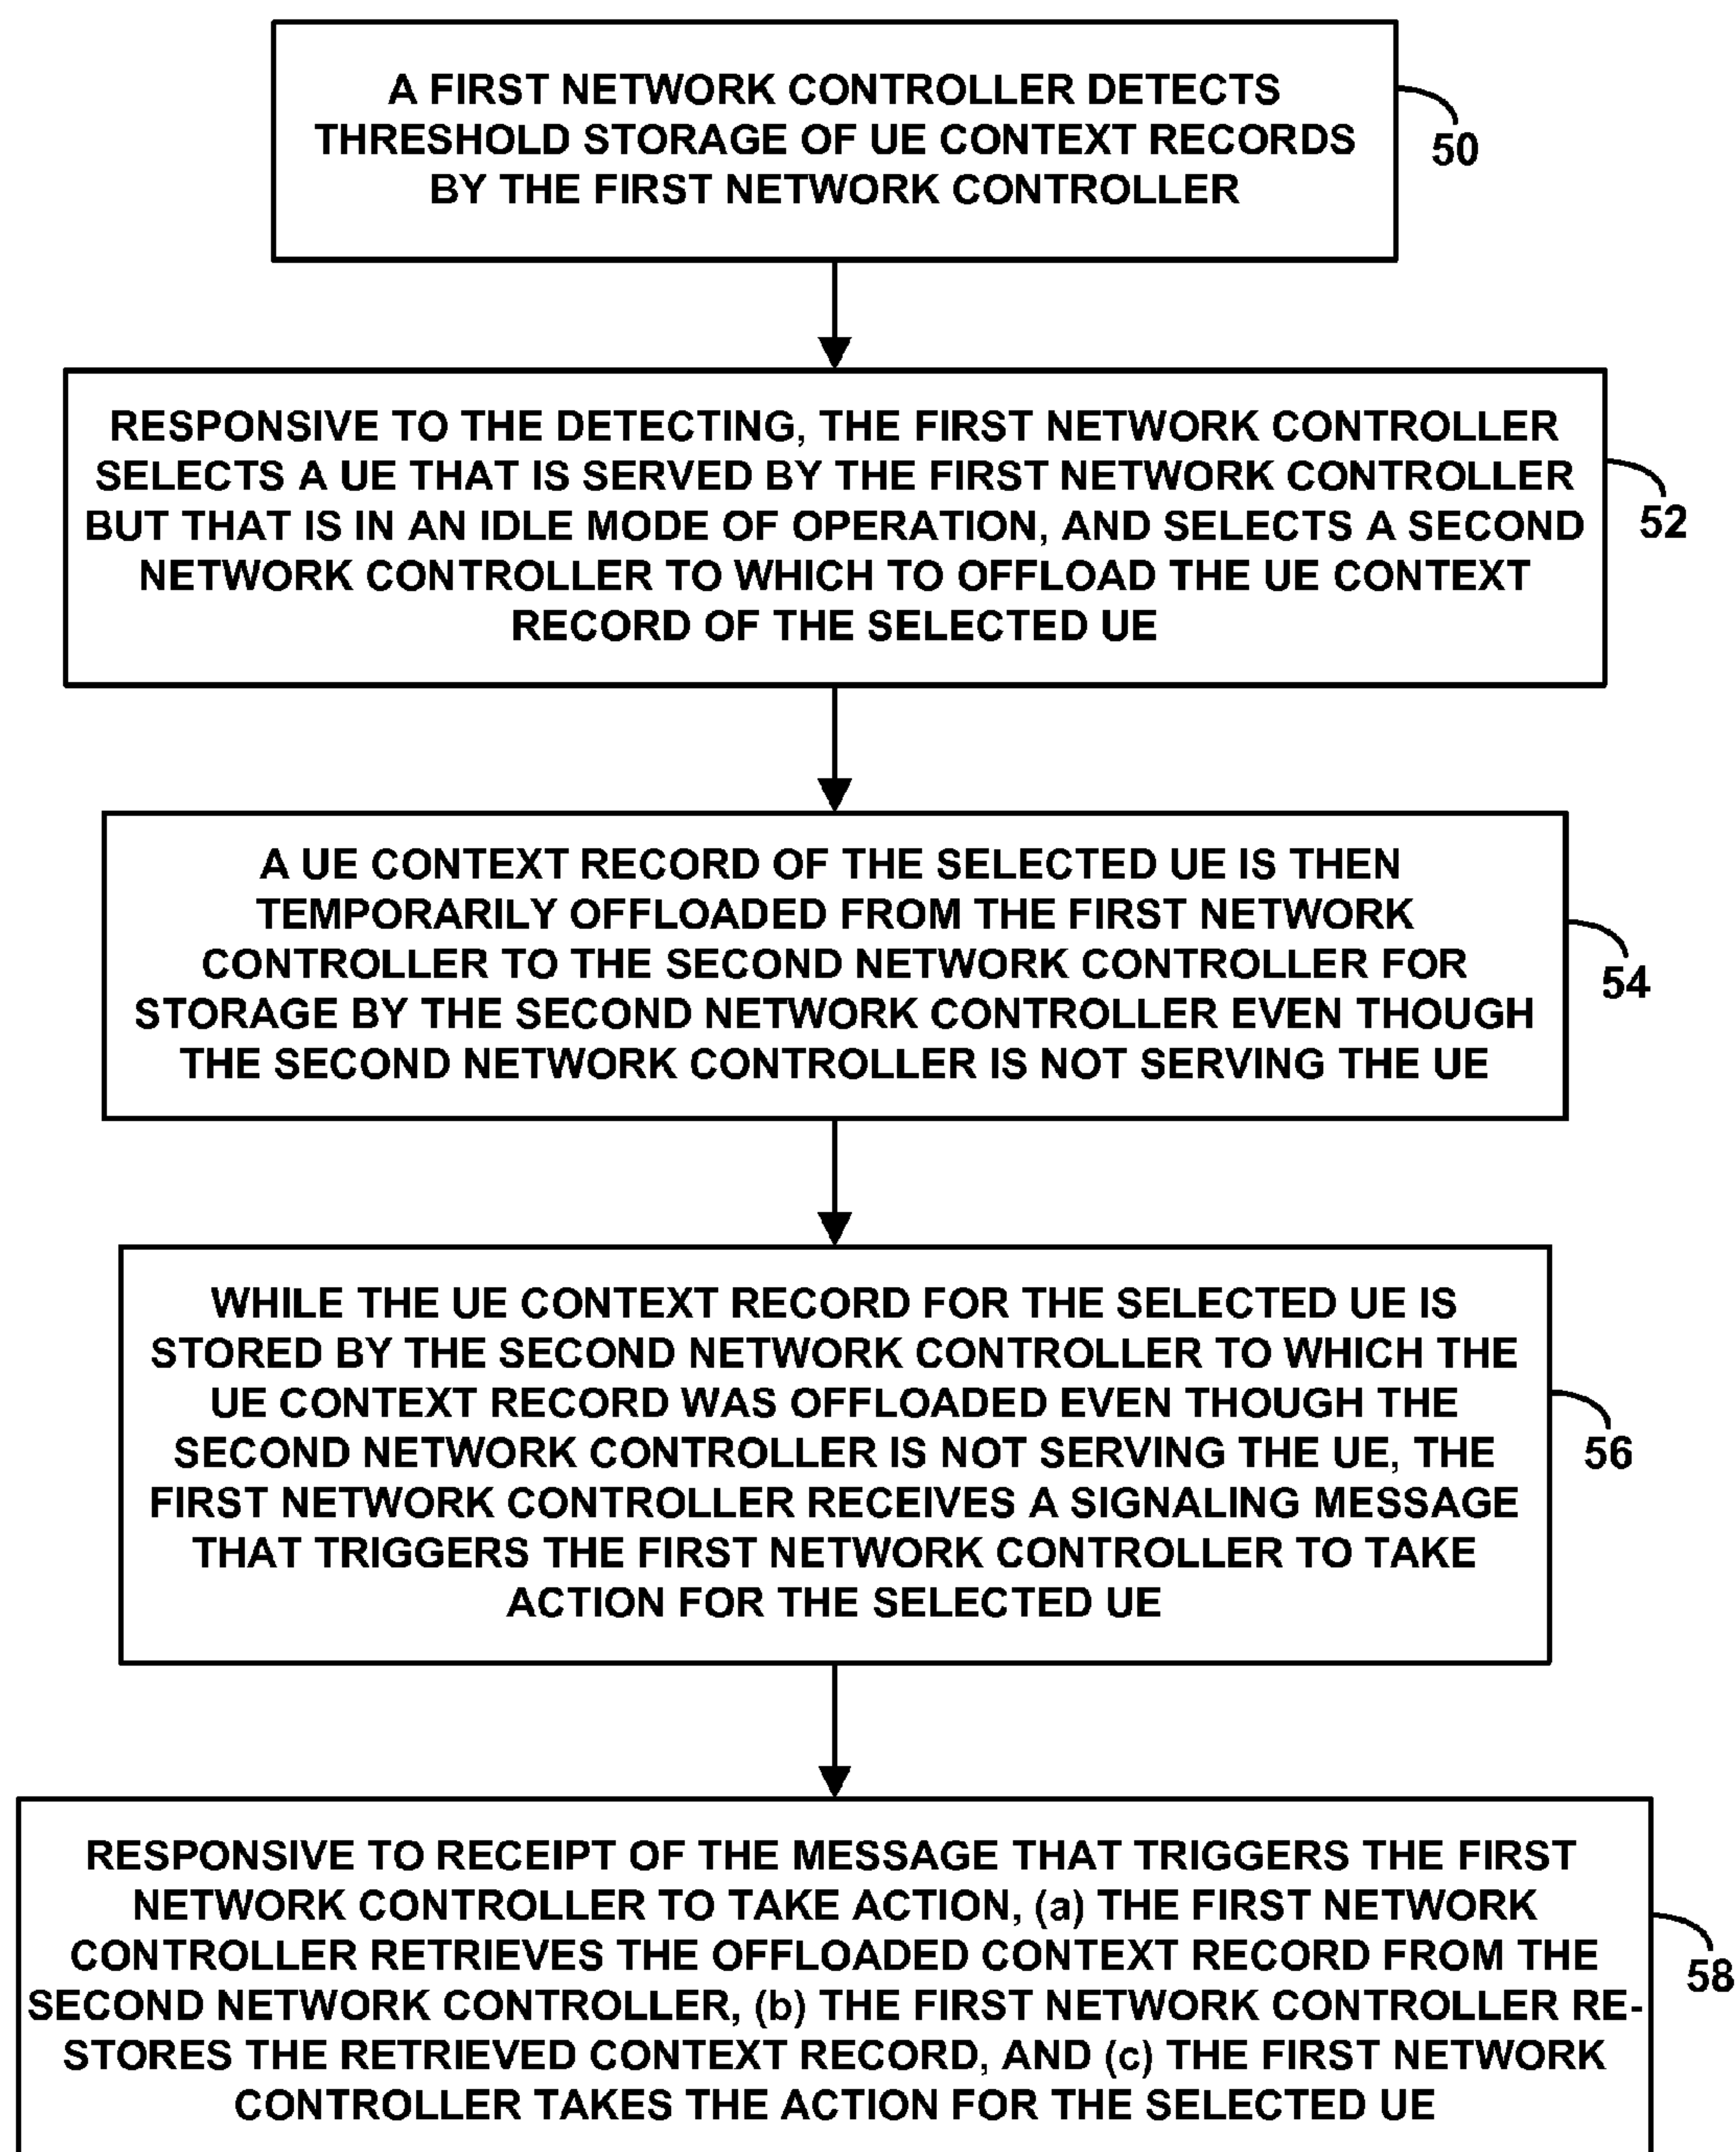 A FIRST NETWORK CONTROLLER DETECTS
THRESHOLD STORAGE OF UE CONTEXT RECORDS
BY THE FIRST NETWORK CONTROLLER
50
RESPONSIVE TO THE DETECTING, THE FIRST NETWORK CONTROLLER
SELECTS A UE THAT IS SERVED BY THE FIRST NETWORK CONTROLLER
BUT THAT IS IN AN IDLE MODE OF OPERATION, AND SELECTS A SECOND
NETWORK CONTROLLER TO WHICH TO OFFLOAD THE UE CONTEXT
RECORD OF THE SELECTED UE
52
A UE CONTEXT RECORD OF THE SELECTED UE IS THEN
TEMPORARILY OFFLOADED FROM THE FIRST NETWORK
CONTROLLER TO THE SECOND NETWORK CONTROLLER FOR
STORAGE BY THE SECOND NETWORK CONTROLLER EVEN THOUGH
THE SECOND NETWORK CONTROLLER IS NOT SERVING THE UE
54
WHILE THE UE CONTEXT RECORD FOR THE SELECTED UE IS
STORED BY THE SECOND NETWORK CONTROLLER TO WHICH THE
UE CONTEXT RECORD WAS OFFLOADED EVEN THOUGH THE
SECOND NETWORK CONTROLLER IS NOT SERVING THE UE, THE
FIRST NETWORK CONTROLLER RECEIVES A SIGNALING MESSAGE
THAT TRIGGERS THE FIRST NETWORK CONTROLLER TO TAKE
ACTION FOR THE SELECTED UE
56
RESPONSIVE TO RECEIPT OF THE MESSAGE THAT TRIGGERS THE FIRST
NETWORK CONTROLLER TO TAKE ACTION, (a) THE FIRST NETWORK
CONTROLLER RETRIEVES THE OFFLOADED CONTEXT RECORD FROM THE
SECOND NETWORK CONTROLLER, (b) THE FIRST NETWORK CONTROLLER RE-
STORES THE RETRIEVED CONTEXT RECORD, AND (c) THE FIRST NETWORK
CONTROLLER TAKES THE ACTION FOR THE SELECTED UE
58